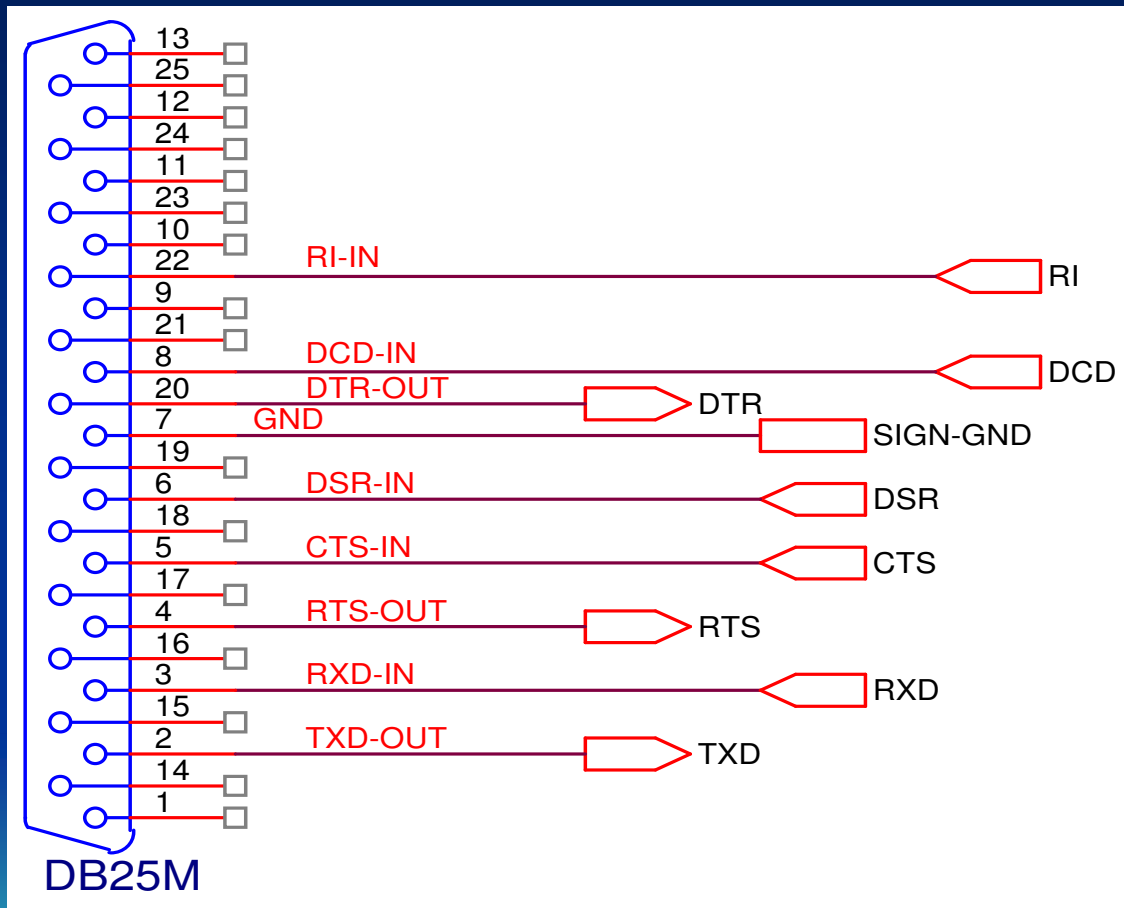 13
25
12
24
11
23
10
22 RI-IN RI
9
21
8 DCD-IN DCD
20 DTR-OUT DTR
7 GND SIGN-GND
19
6 DSR-IN DSR
18
5 CTS-IN CTS
17
4 RTS-OUT RTS
16
3 RXD-IN RXD
15
2 TXD-OUT TXD
14
1
DB25M